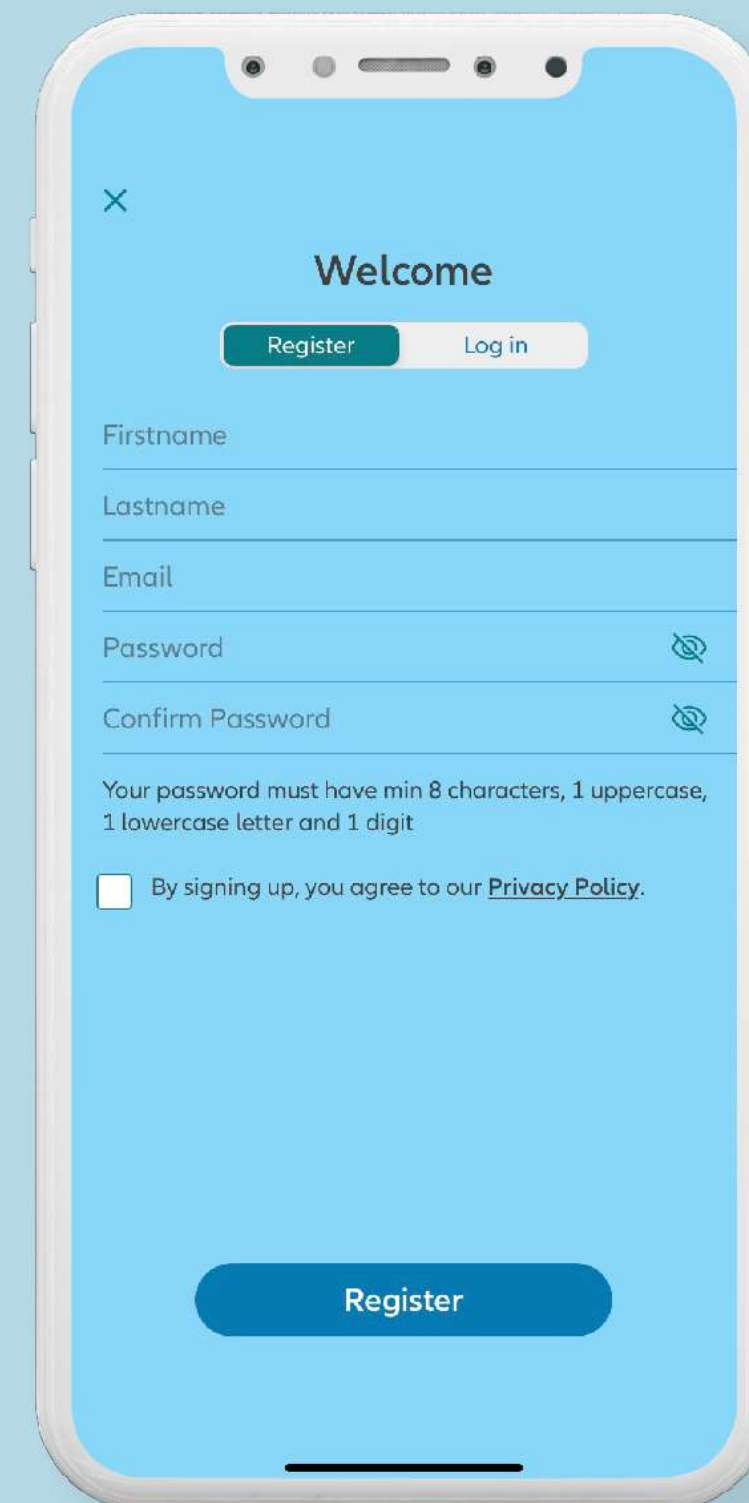 Welcome
Register
Log in
Firstname
Lastname
Email
Password
Confirm Password
Your password must have min 8 characters, 1 uppercase,
1 lowercase letter and 1 digit
By signing up, you agree to our Privacy Policy.
Register